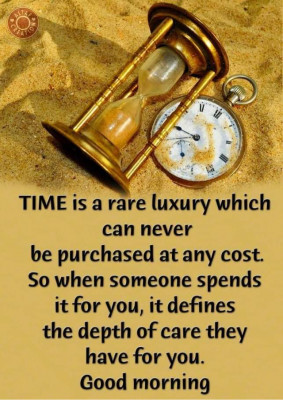 TIME is a rare luxury which
can never
be purchased at any cost.
So when someone spends
it for you, it defines
the depth of care they
have for you.
Good morning